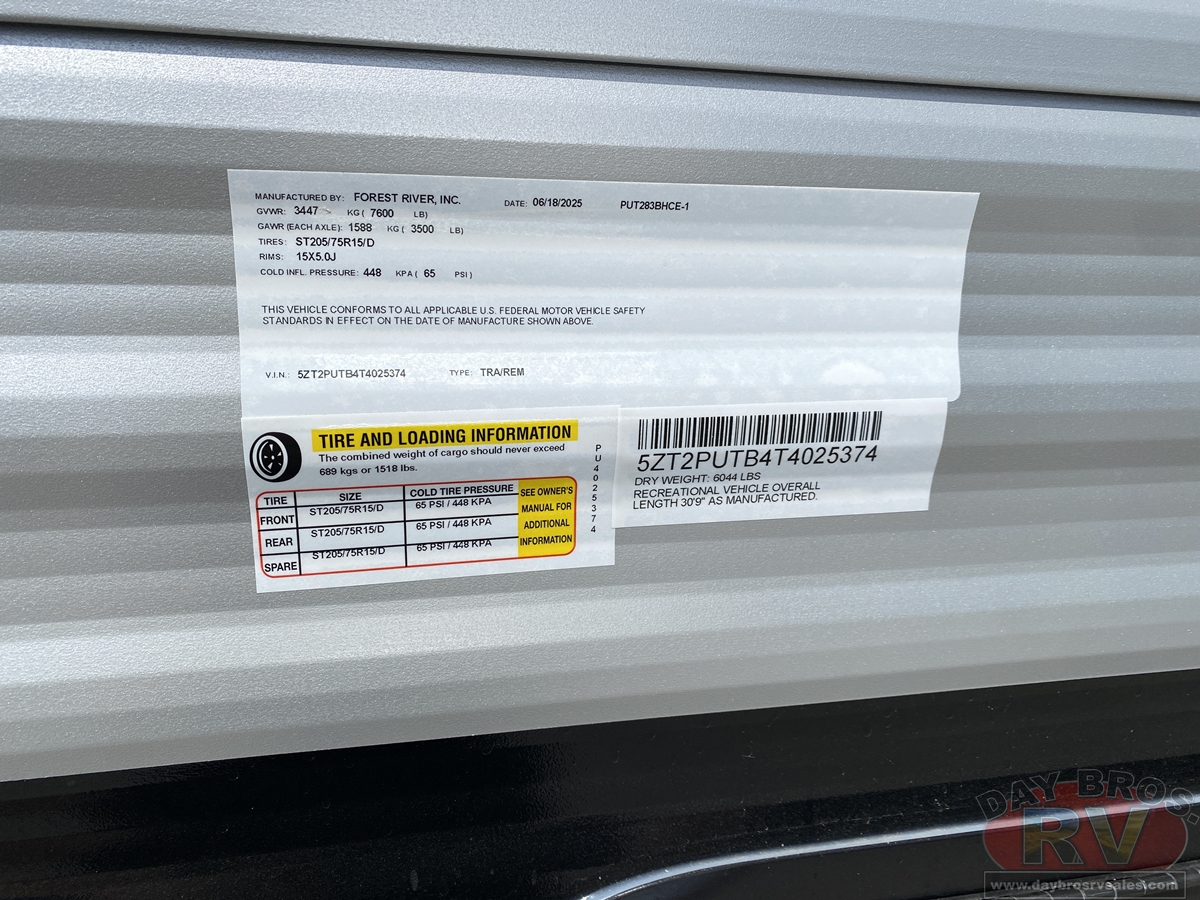 MANUFACTURED BY: FOREST RIVER, INC. DATE: 06/18/2025 PUT283BHCE-1
GVWR: 3447 KG ( 7600 LB)
GAWR (EACH AXLE): 1588 KG ( 3500 LB)
TIRES: ST205/75R15/D
RIMS: 15X5.0J
COLD INFL. PRESSURE: 448 KPA ( 65 PSI )
THIS VEHICLE CONFORMS TO ALL APPLICABLE U.S. FEDERAL MOTOR VEHICLE SAFETY
STANDARDS IN EFFECT ON THE DATE OF MANUFACTURE SHOWN ABOVE.
V.I.N.: 5ZT2PUTB4T4025374 TYPE: TRA/REM
TIRE AND LOADING INFORMATION
The combined weight of cargo should never exceed
689 kgs or 1518 lbs.
TIRE SIZE COLD TIRE PRESSURE SEE OWNER'S
FRONT ST205/75R15/D 65 PSI / 448 KPA MANUAL FOR
REAR ST205/75R15/D 65 PSI / 448 KPA ADDITIONAL
SPARE ST205/75R15/D 65 PSI / 448 KPA INFORMATION
PU4025374
5ZT2PUTB4T4025374
DRY WEIGHT: 6044 LBS
RECREATIONAL VEHICLE OVERALL
LENGTH 30'9" AS MANUFACTURED.
DAY BROS.
RV
www.daybrosrvsales.com